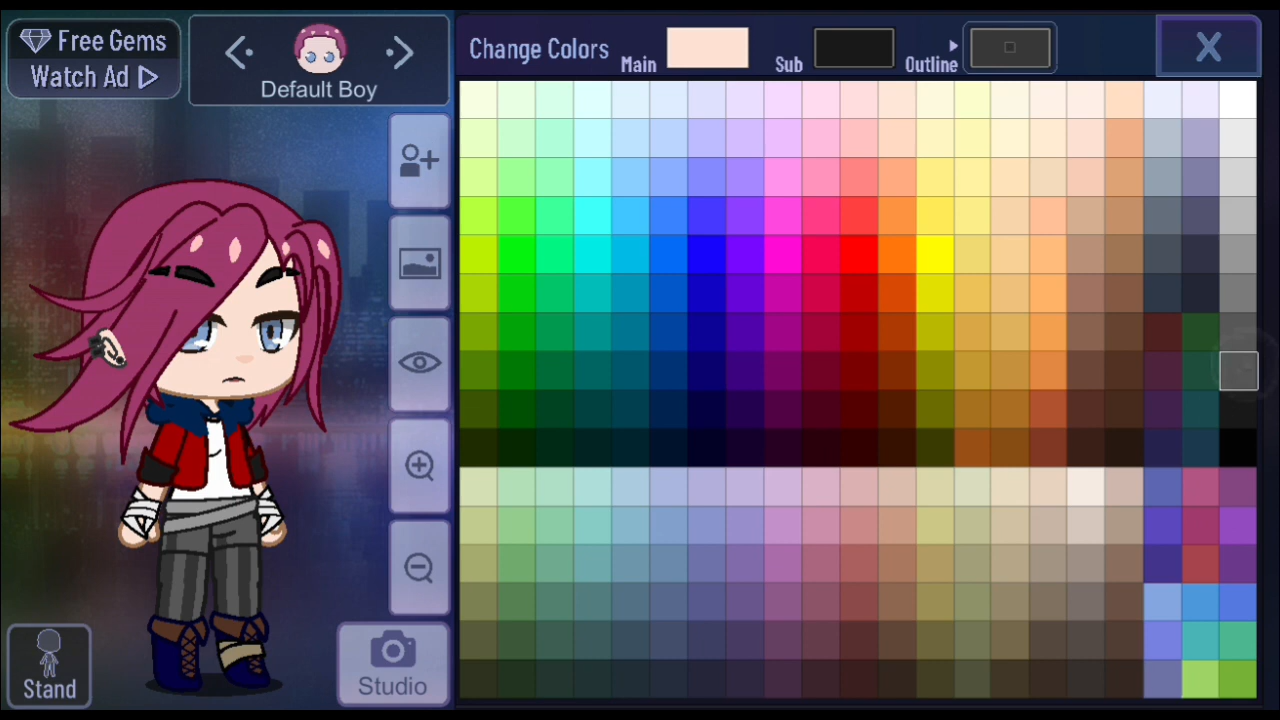 Free Gems
Watch Ad
Default Boy
Change Colors
Main
Sub
Outline
X
Stand
Studio